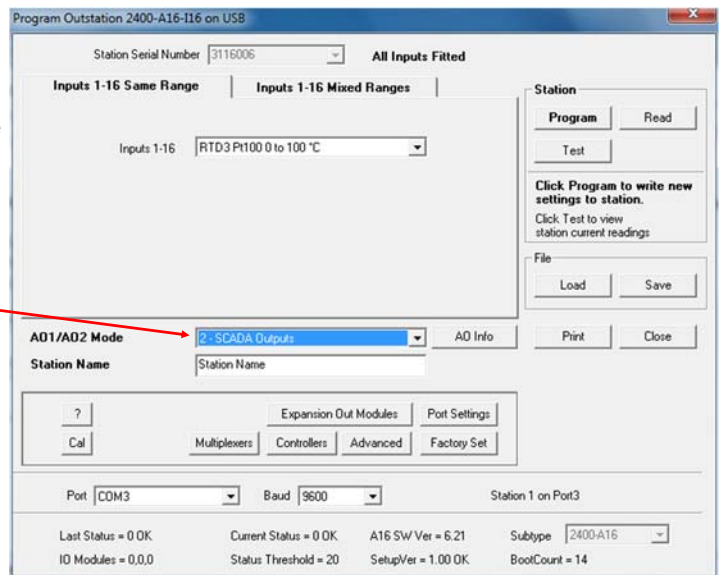 Program Outstation 2400-A16-I16 on USB
Station Serial Number 3116006 All Inputs Fitted
Inputs 1-16 Same Range Inputs 1-16 Mixed Ranges
Inputs 1-16 RTD3 Pt100 0 to 100 °C
Station
Program Read
Test
Click Program to write new
settings to station.
Click Test to view
station current readings
File
Load Save
AO1/AO2 Mode 2 - SCADA Outputs AO Info Print Close
Station Name Station Name
? Expansion Out Modules Port Settings
Cal Multiplexers Controllers Advanced Factory Set
Port COM3 Baud 9600 Station 1 on Port3
Last Status = 0 OK Current Status = 0 OK A16 SW Ver = 6.21 Subtype 2400-A16
IO Modules = 0,0,0 Status Threshold = 20 SetupVer = 1.00 OK BootCount = 14